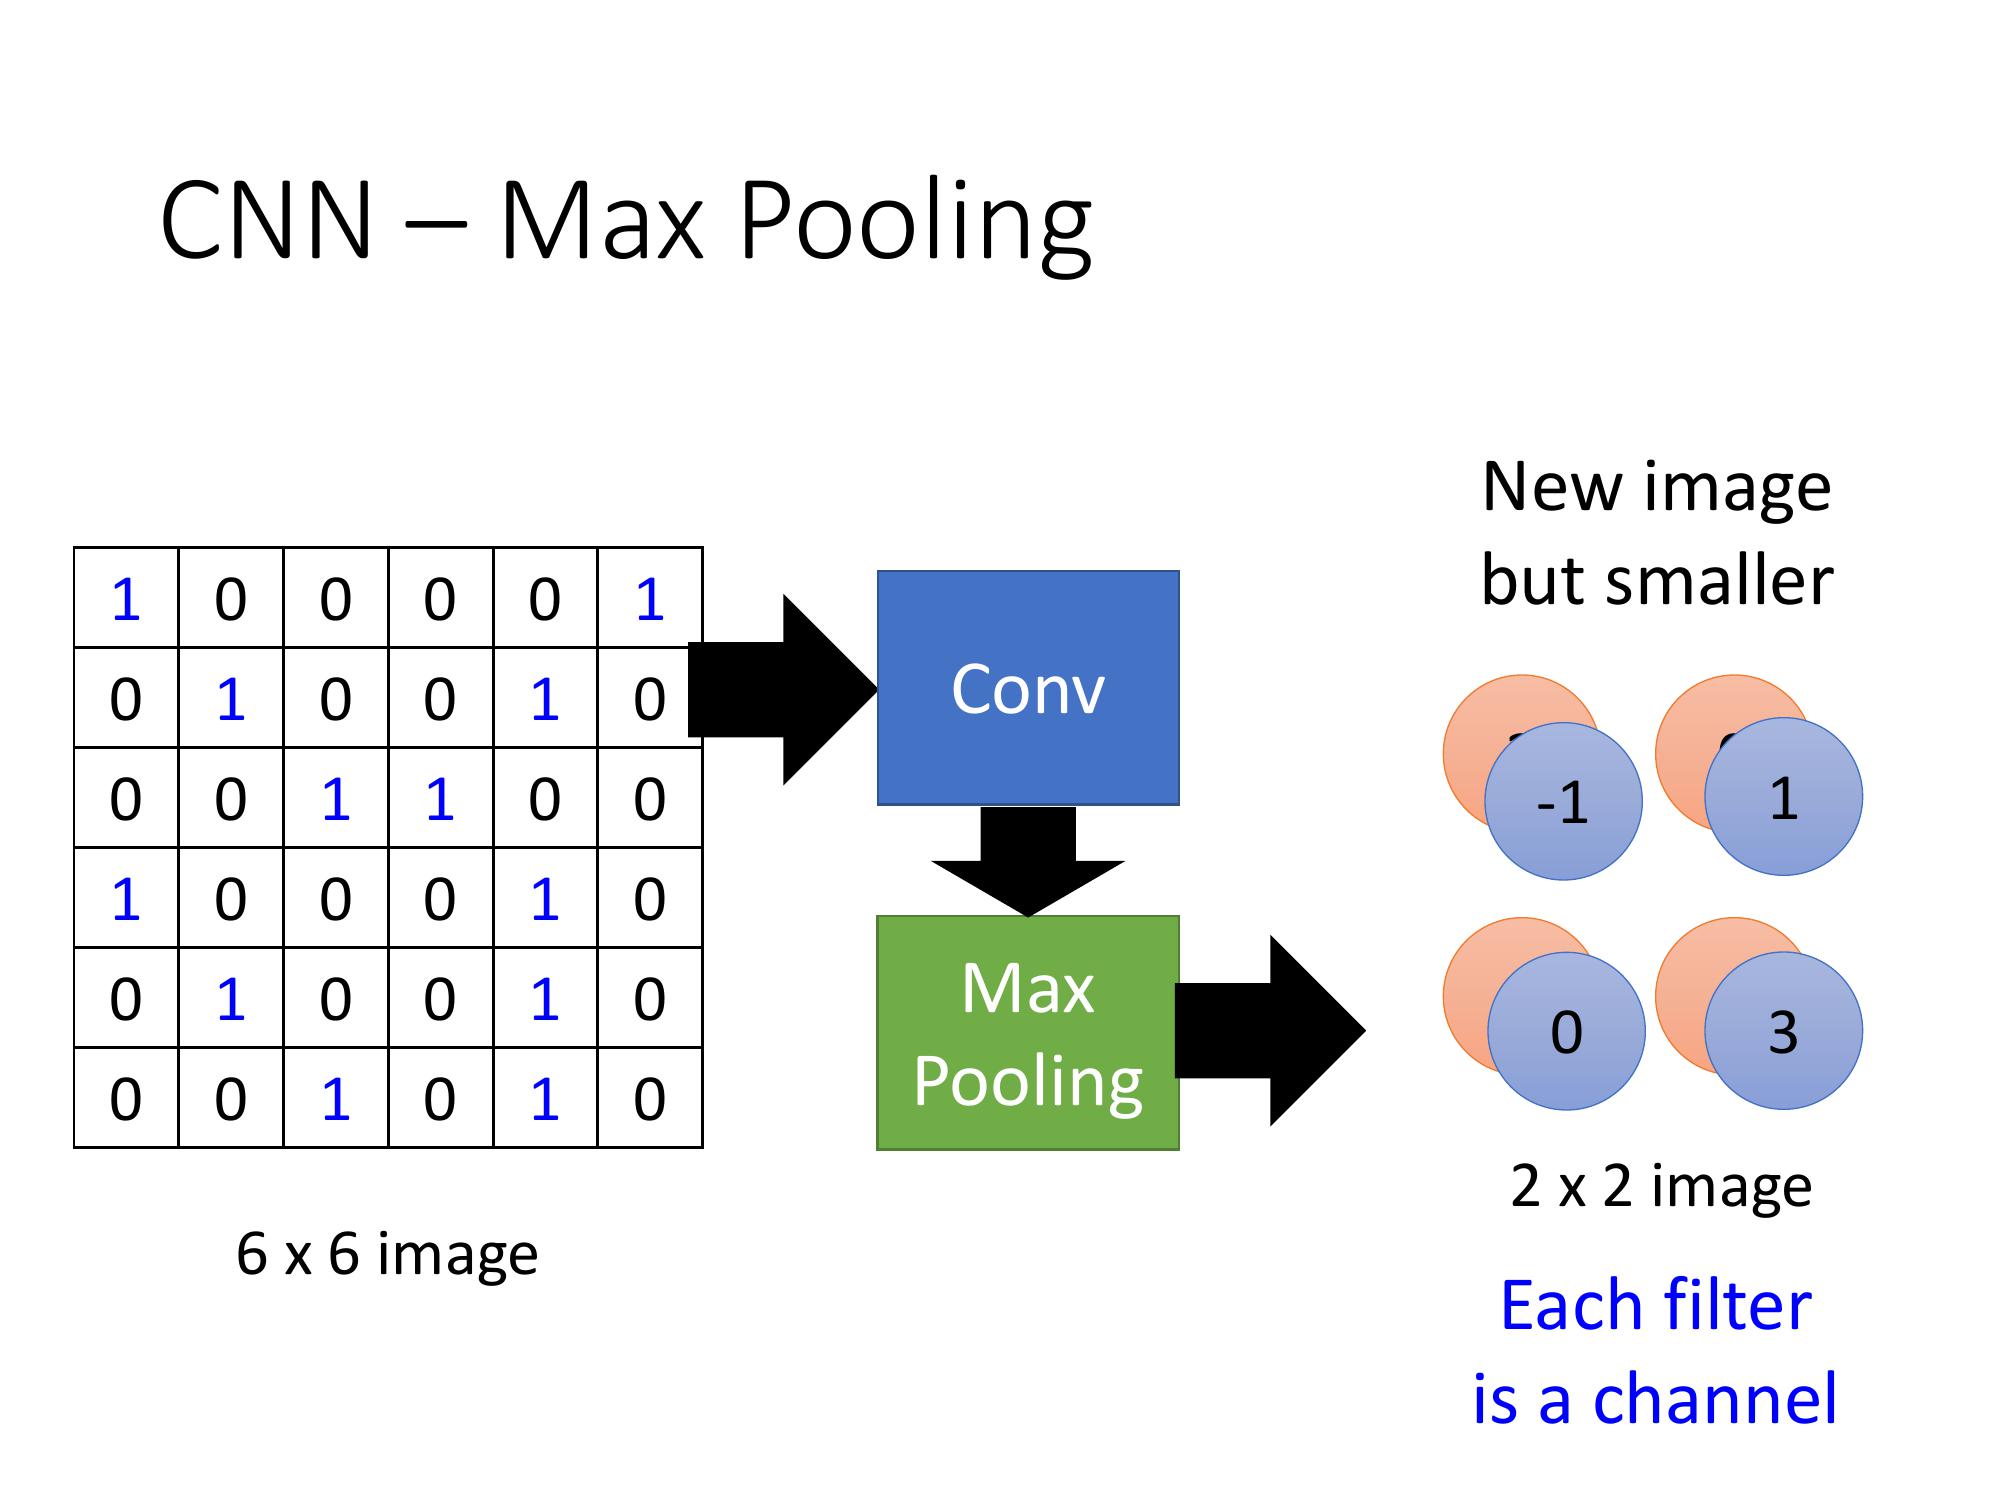 CNN – Max Pooling
New image
but smaller
1 0 0 0 0 1
0 1 0 0 1 0
0 0 1 1 0 0
1 0 0 0 1 0
0 1 0 0 1 0
0 0 1 0 1 0
6 x 6 image
Conv
Max
Pooling
-1 1
0 3
2 x 2 image
Each filter
is a channel